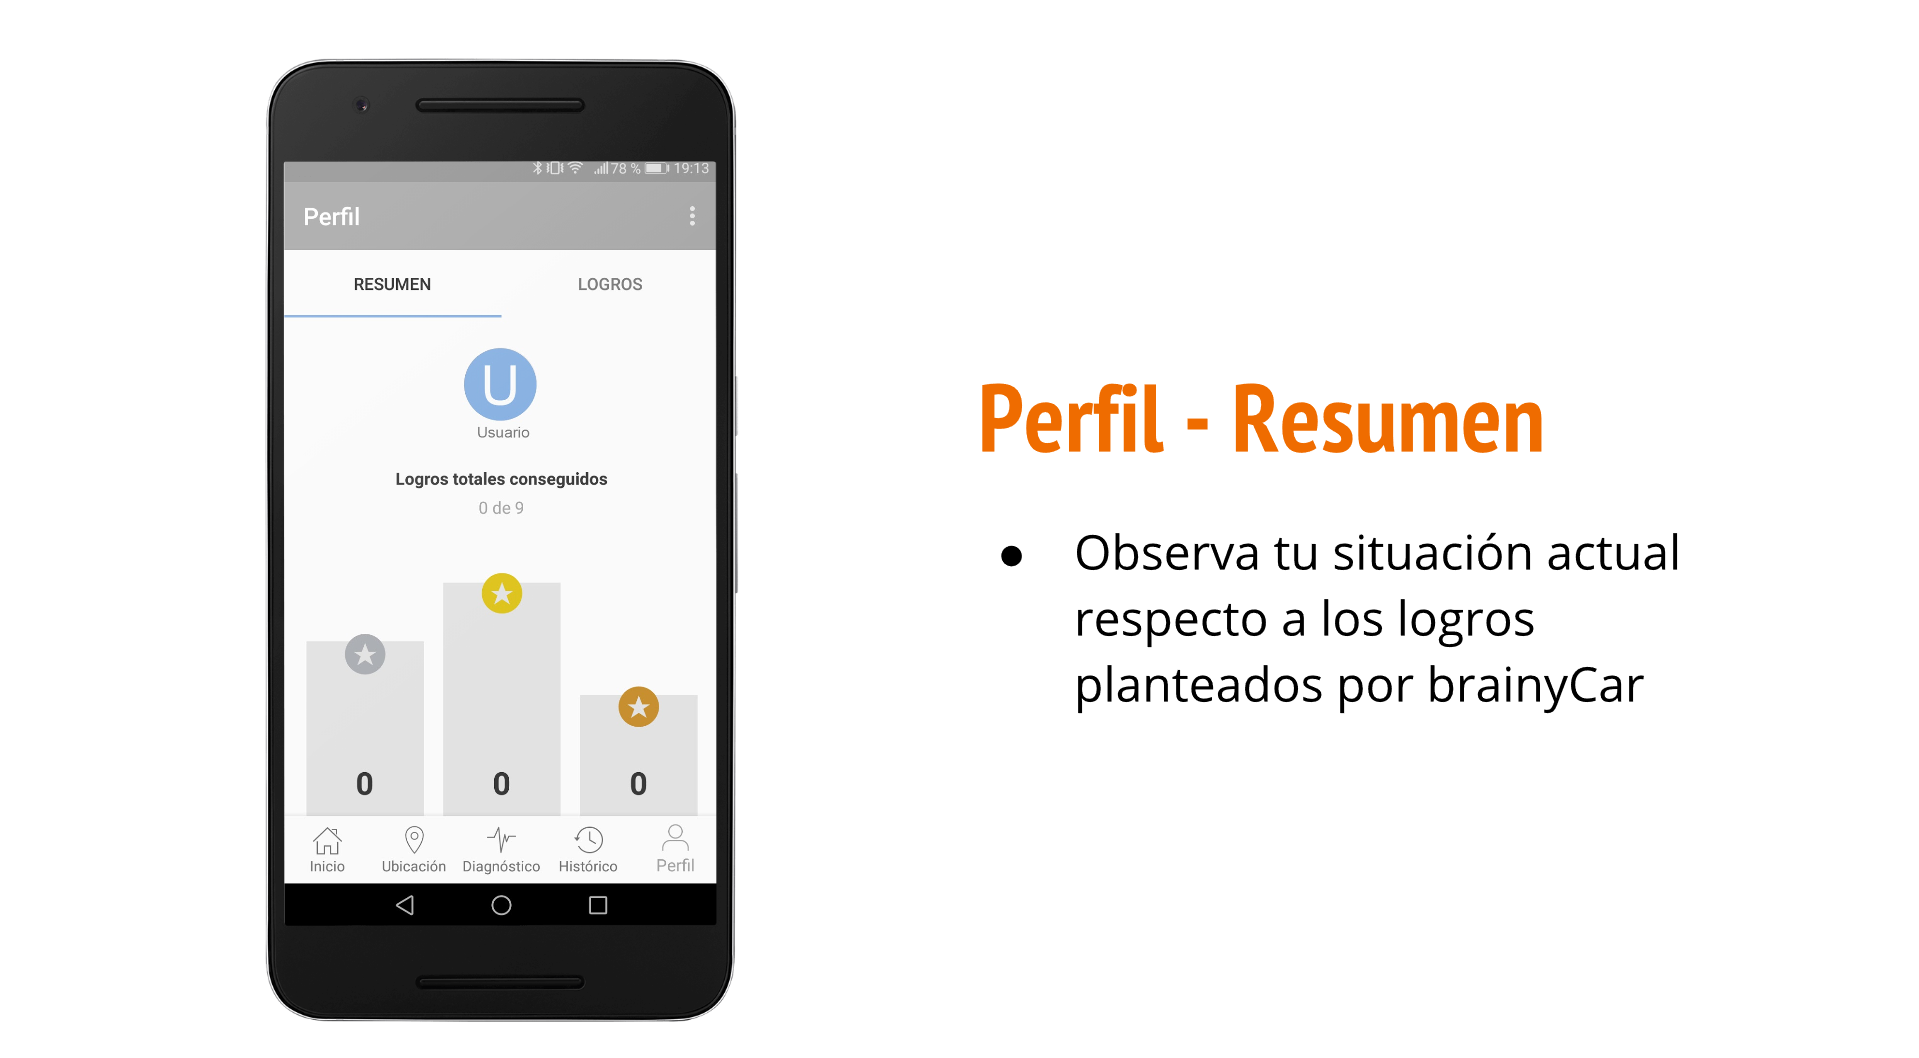 78 % 19:13
Perfil
RESUMEN LOGROS
U
Usuario
Logros totales conseguidos
0 de 9
0 0 0
Inicio Ubicación Diagnóstico Histórico Perfil
Perfil - Resumen
● Observa tu situación actual
respecto a los logros
planteados por brainyCar